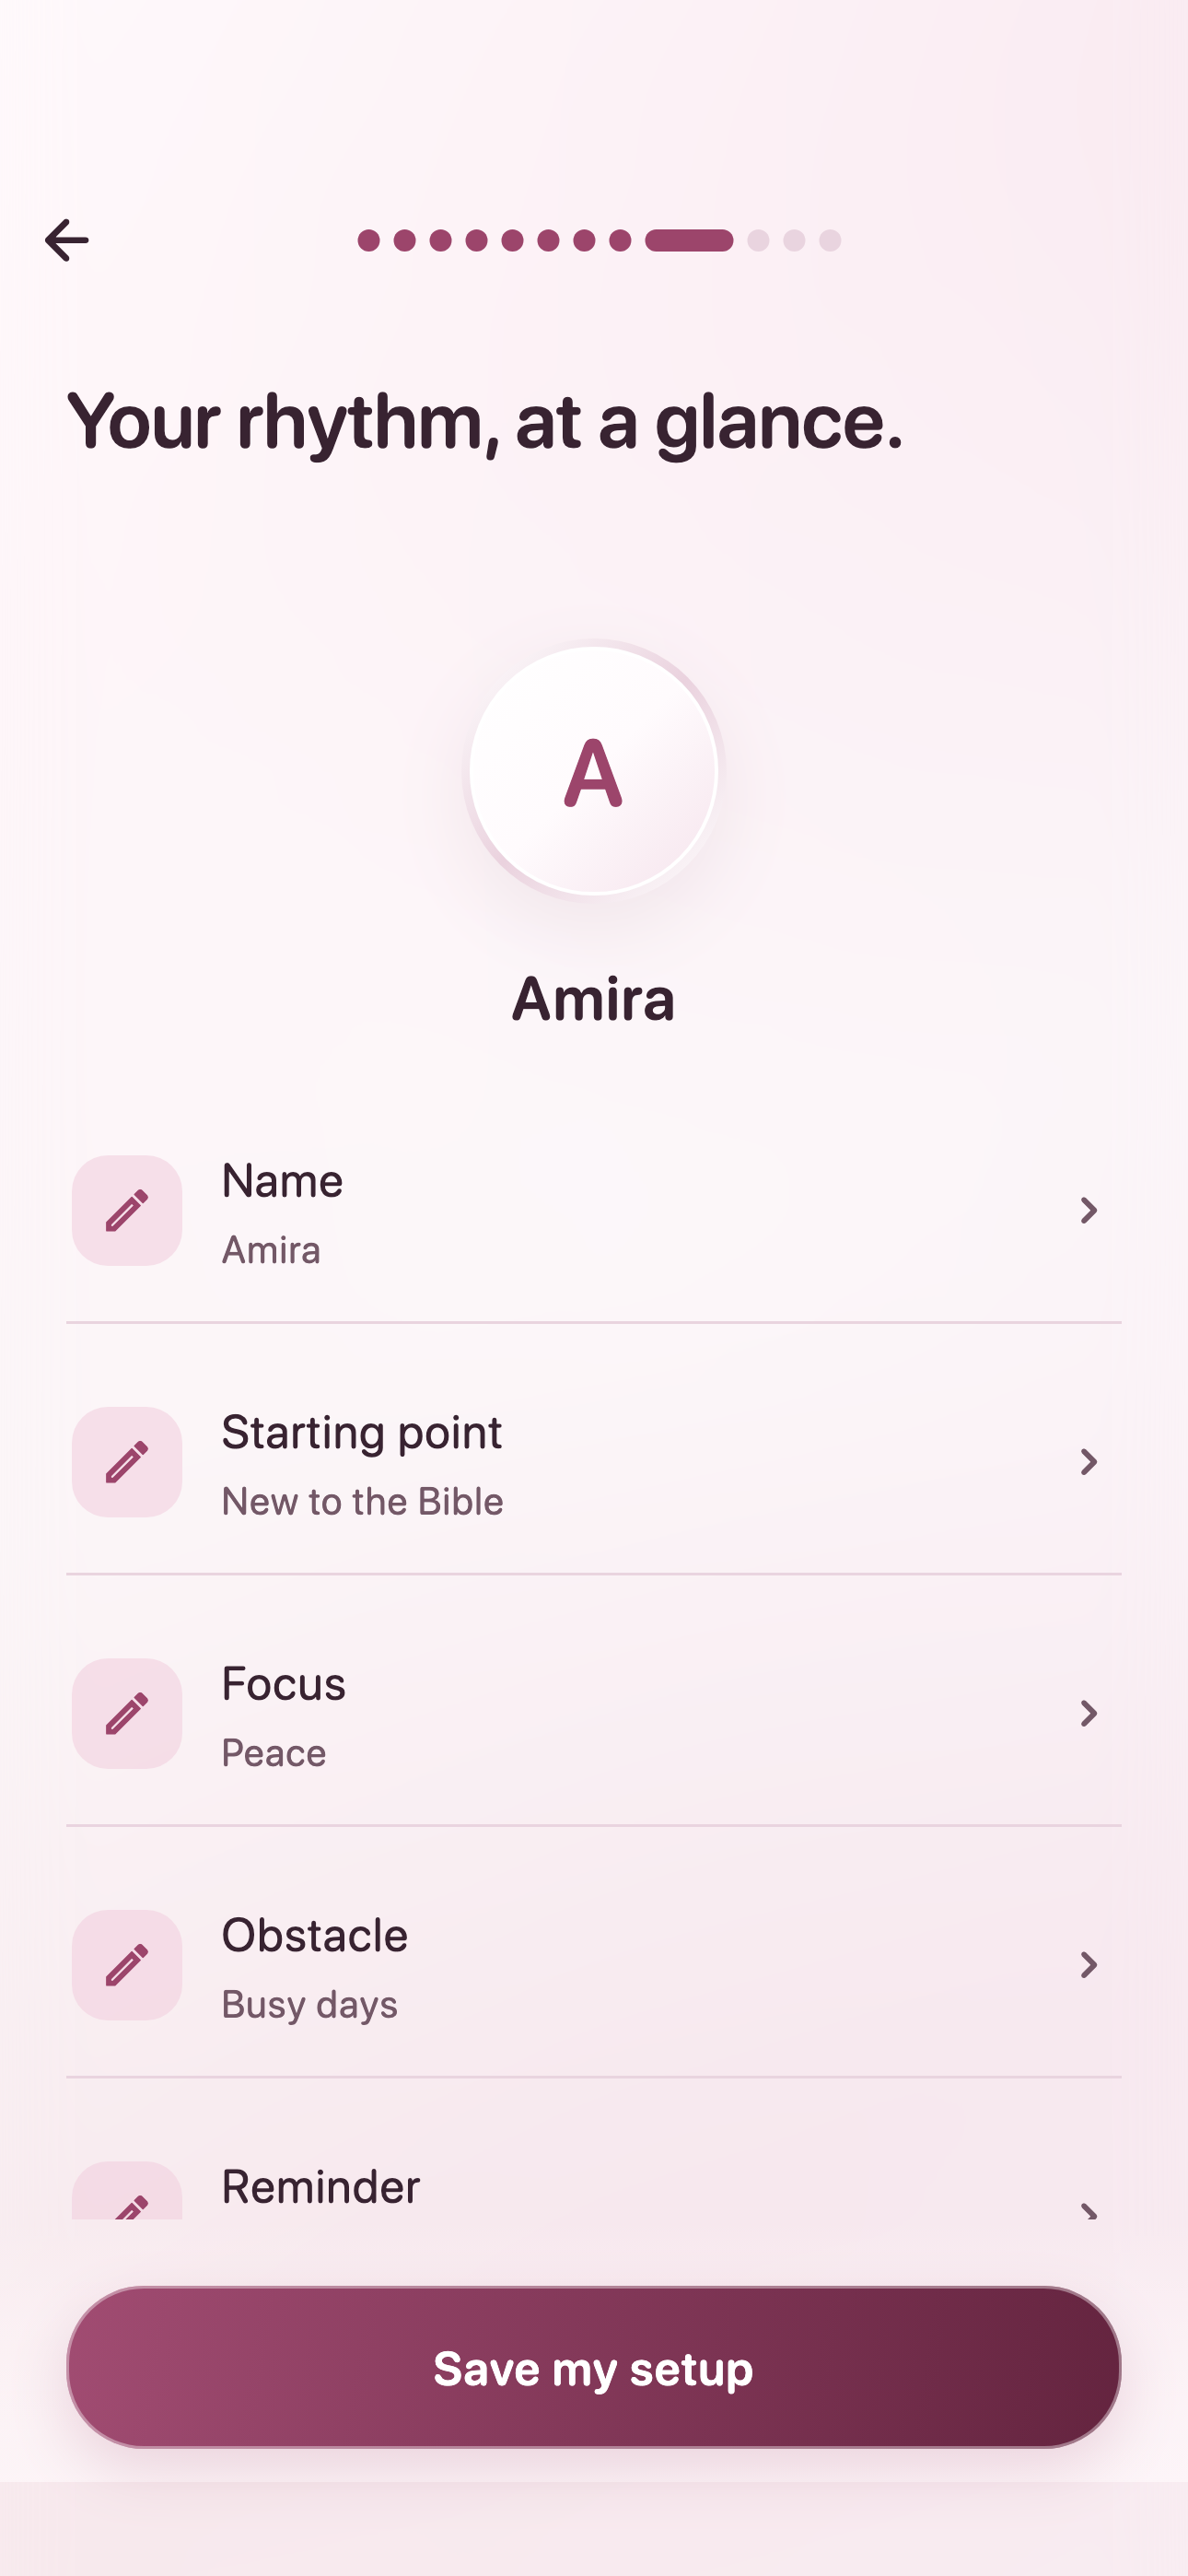 Your rhythm, at a glance.
A
Amira
Name
Amira
Starting point
New to the Bible
Focus
Peace
Obstacle
Busy days
Reminder
Save my setup